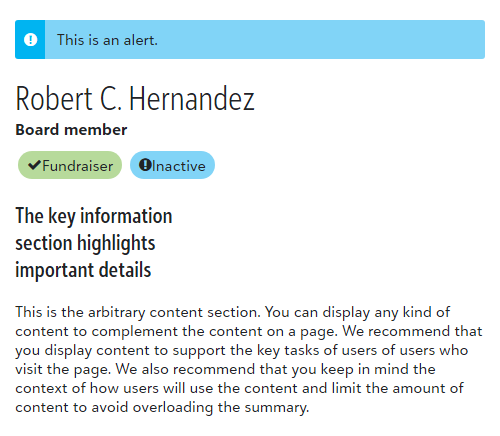 This is an alert.
Robert C. Hernandez
Board member
Fundraiser Inactive
The key information
section highlights
important details
This is the arbitrary content section. You can display any kind of
content to complement the content on a page. We recommend that
you display content to support the key tasks of users of users who
visit the page. We also recommend that you keep in mind the
context of how users will use the content and limit the amount of
content to avoid overloading the summary.